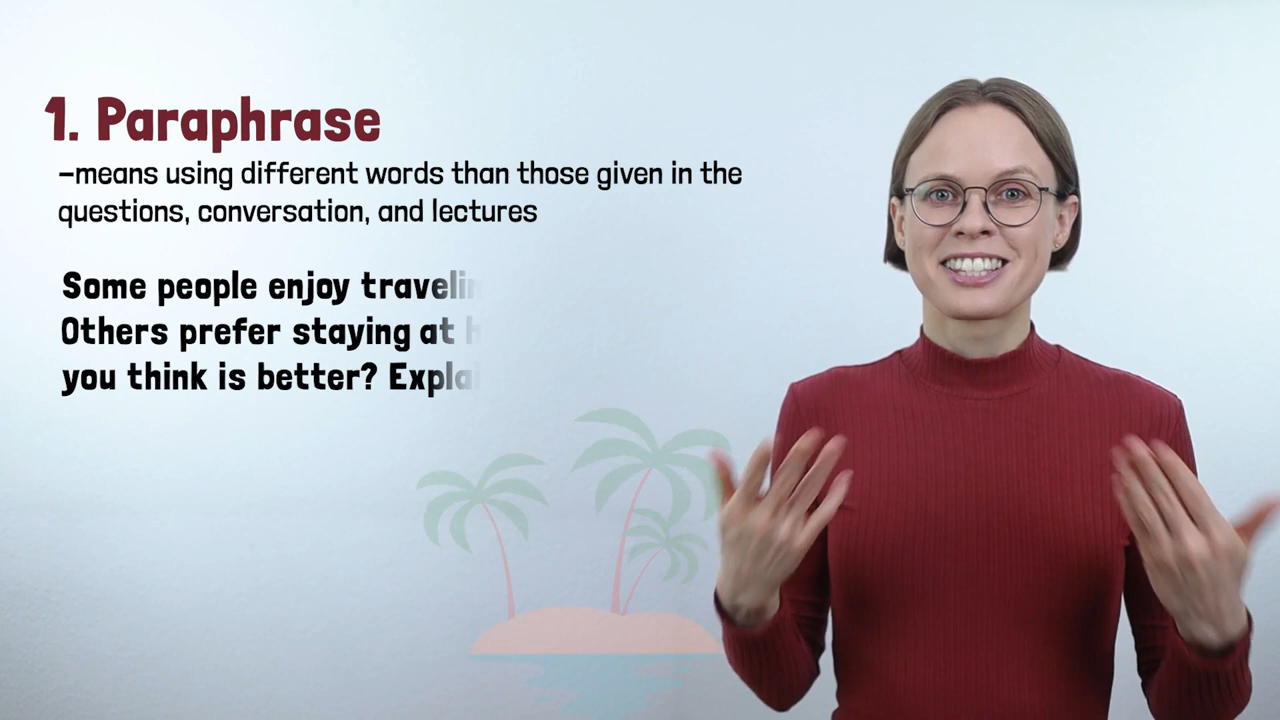 1. Paraphrase
–means using different words than those given in the
questions, conversation, and lectures
Some people enjoy
Others prefer staying at
you think is better?